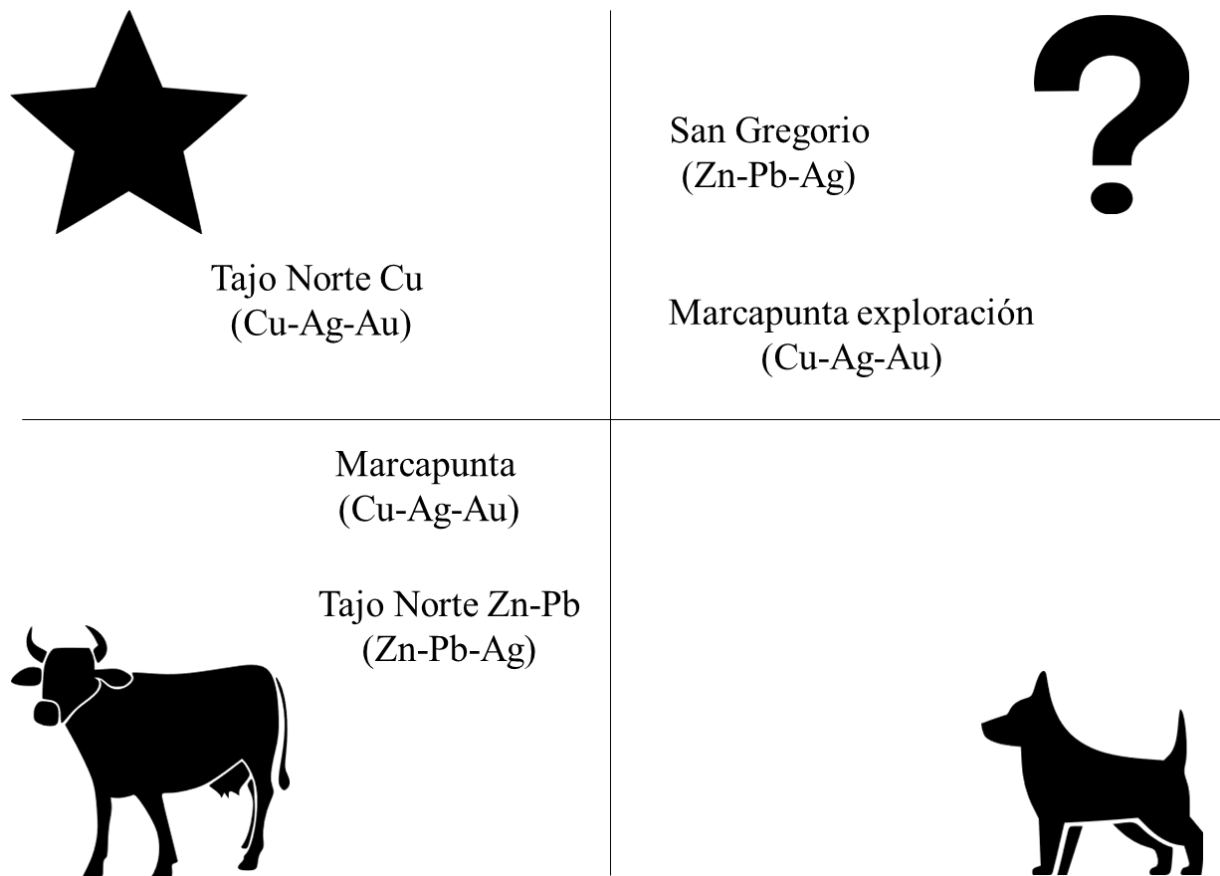 San Gregorio
(Zn-Pb-Ag)
Tajo Norte Cu
(Cu-Ag-Au)
Marcapunta exploración
(Cu-Ag-Au)
Marcapunta
(Cu-Ag-Au)
Tajo Norte Zn-Pb
(Zn-Pb-Ag)